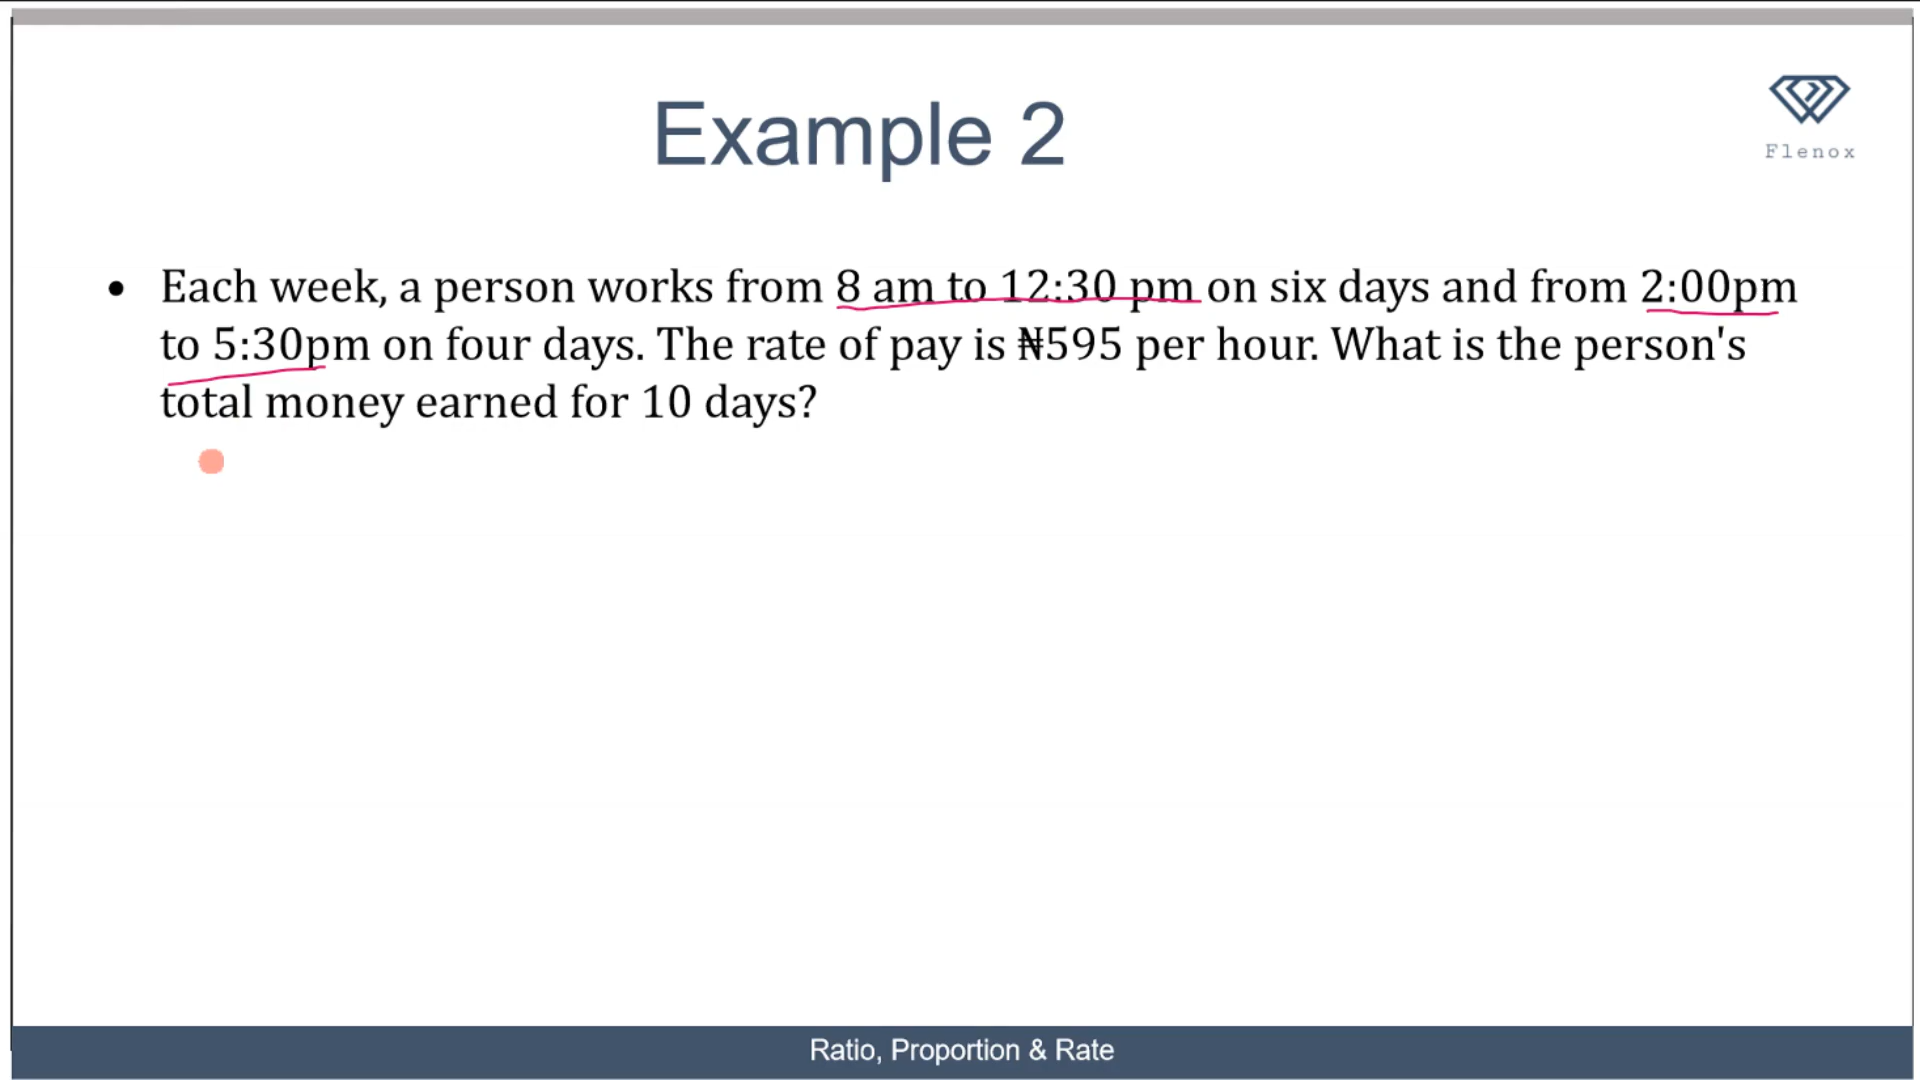 Example 2
Flenox
• Each week, a person works from 8 am to 12:30 pm on six days and from 2:00pm
to 5:30pm on four days. The rate of pay is ₦595 per hour. What is the person's
total money earned for 10 days?
Ratio, Proportion & Rate